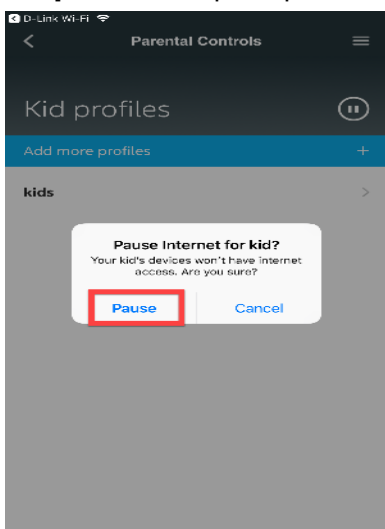 D-Link Wi-Fi
Parental Controls
Kid profiles
Add more profiles +
kids
Pause Internet for kid?
Your kid's devices won't have internet
access. Are you sure?
Pause Cancel